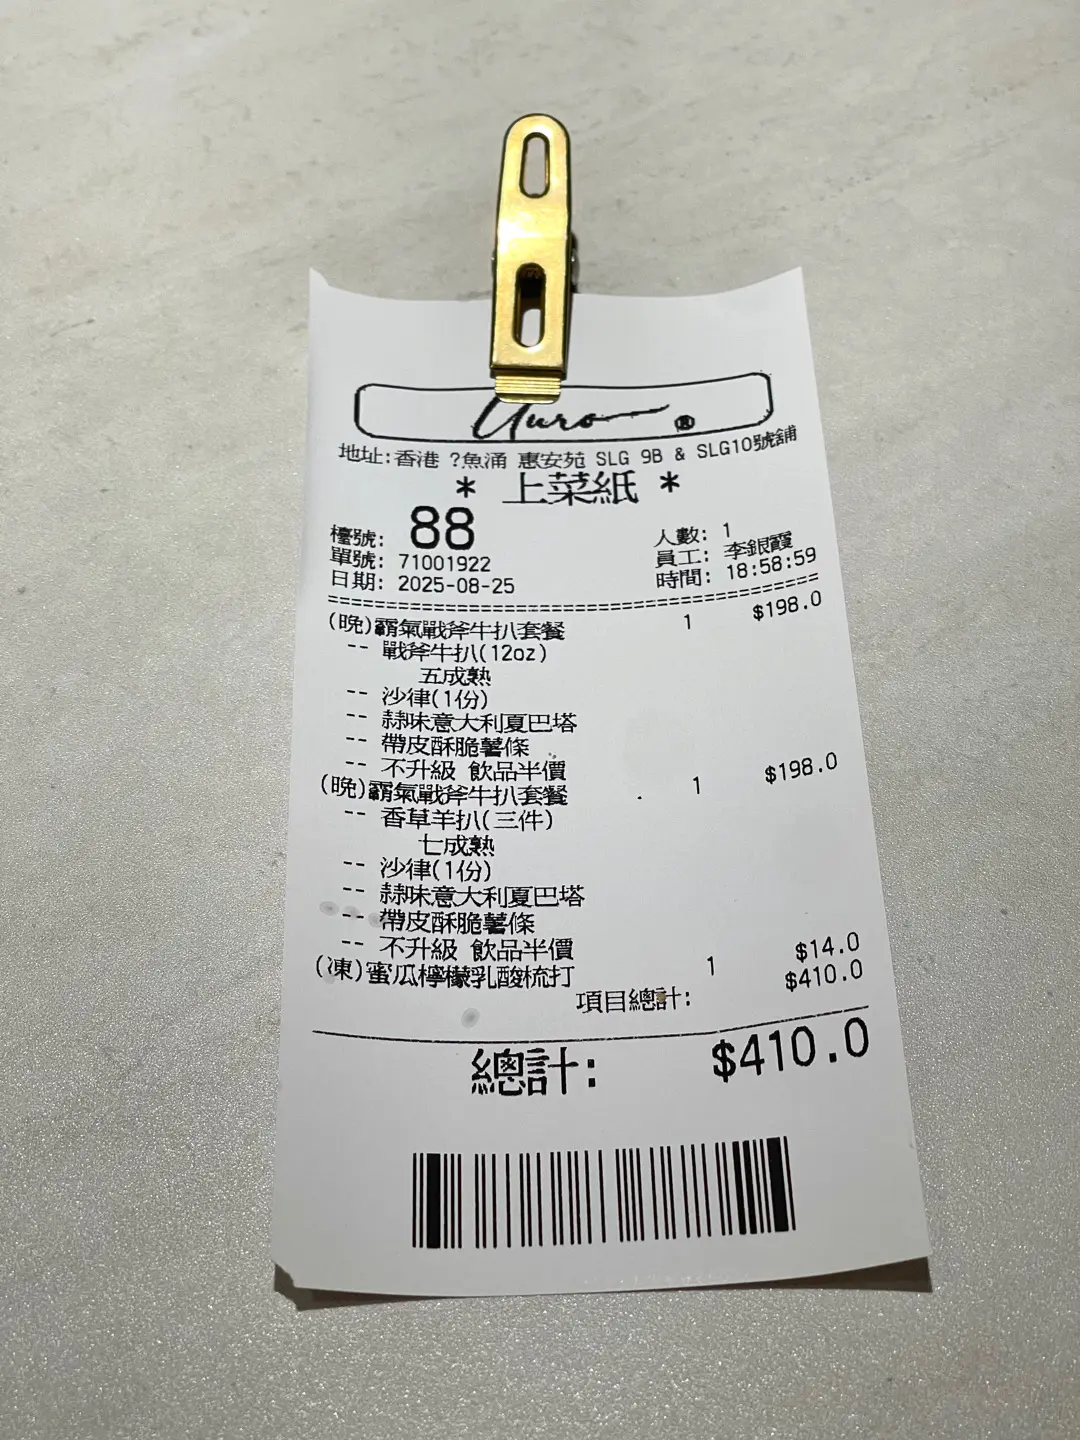 Yuro ®
地址:香港 ?魚涌 惠安苑 SLG 9B & SLG10號舖
* 上菜紙 *
檯號: 88 人數: 1
單號: 71001922 員工: 李銀霞
日期: 2025-08-25 時間: 18:58:59
(晚)霸氣戰斧牛扒套餐 1 $198.0
-- 戰斧牛扒(12oz)
五成熟
-- 沙律(1份)
-- 蒜味意大利夏巴塔
-- 帶皮酥脆薯條
-- 不升級 飲品半價
(晚)霸氣戰斧牛扒套餐 1 $198.0
-- 香草羊扒(三件)
七成熟
-- 沙律(1份)
-- 蒜味意大利夏巴塔
-- 帶皮酥脆薯條
-- 不升級 飲品半價
(凍)蜜瓜檸檬乳酸梳打 1 $14.0
項目總計: $410.0
總計: $410.0